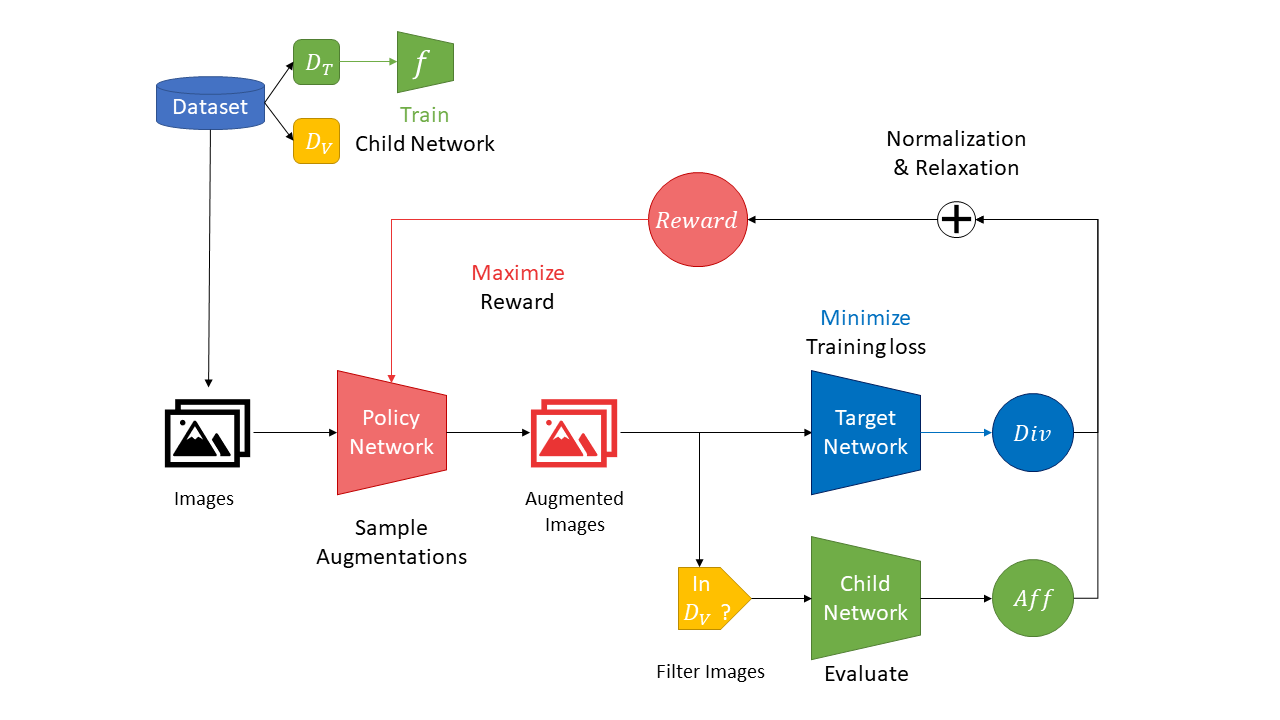 Dataset
D_T
f
Train
Child Network
D_V
Normalization
& Relaxation
Reward
Maximize
Reward
Minimize
Training loss
Policy
Network
Target
Network
Div
Images
Augmented
Images
Sample
Augmentations
In
D_V ?
Child
Network
Aff
Filter Images
Evaluate